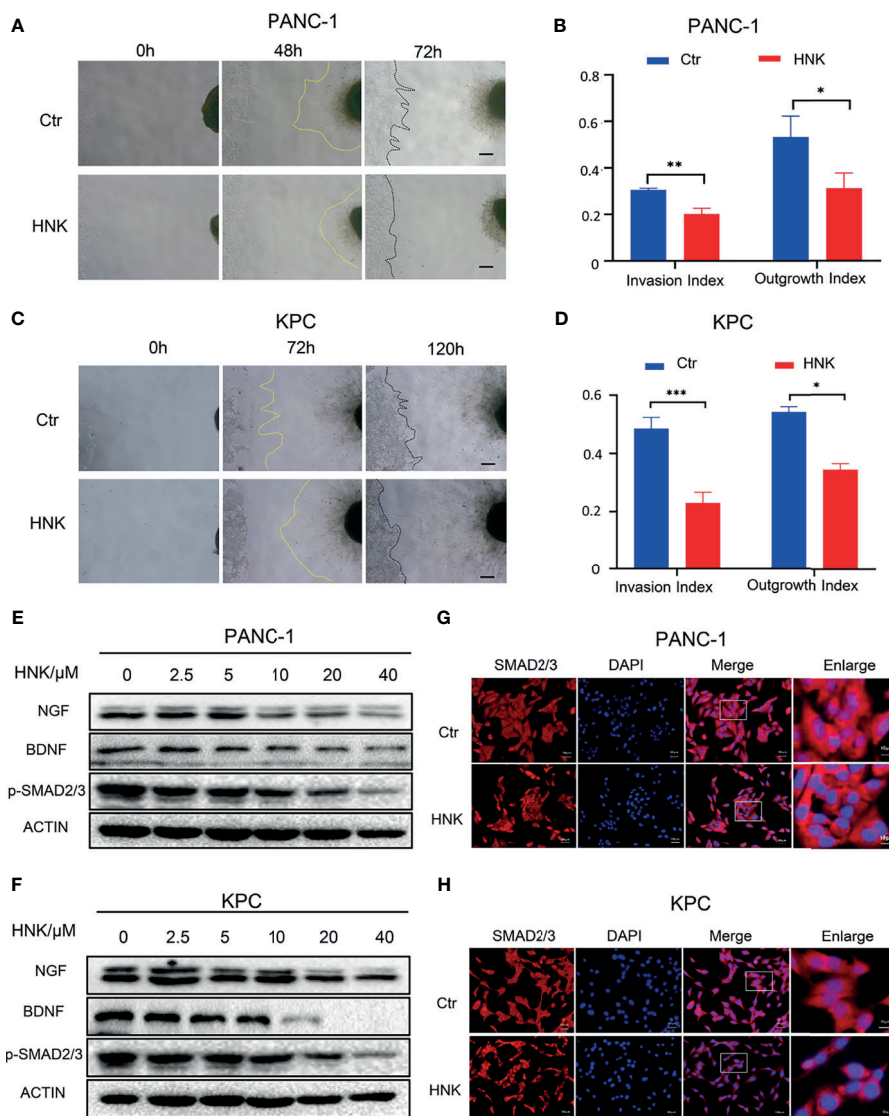 A
PANC-1
0h
48h
72h
Ctr
HNK
B
PANC-1
Ctr
HNK
0.8
0.6
0.4
0.2
0
**
*
Invasion Index
Outgrowth Index
C
KPC
0h
72h
120h
Ctr
HNK
D
KPC
Ctr
HNK
0.6
0.4
0.2
0
***
*
Invasion Index
Outgrowth Index
E
PANC-1
HNK/μM 0 2.5 5 10 20 40
NGF
BDNF
p-SMAD2/3
ACTIN
F
KPC
HNK/μM 0 2.5 5 10 20 40
NGF
BDNF
p-SMAD2/3
ACTIN
G
PANC-1
SMAD2/3 DAPI Merge Enlarge
Ctr
HNK
H
KPC
SMAD2/3 DAPI Merge Enlarge
Ctr
HNK